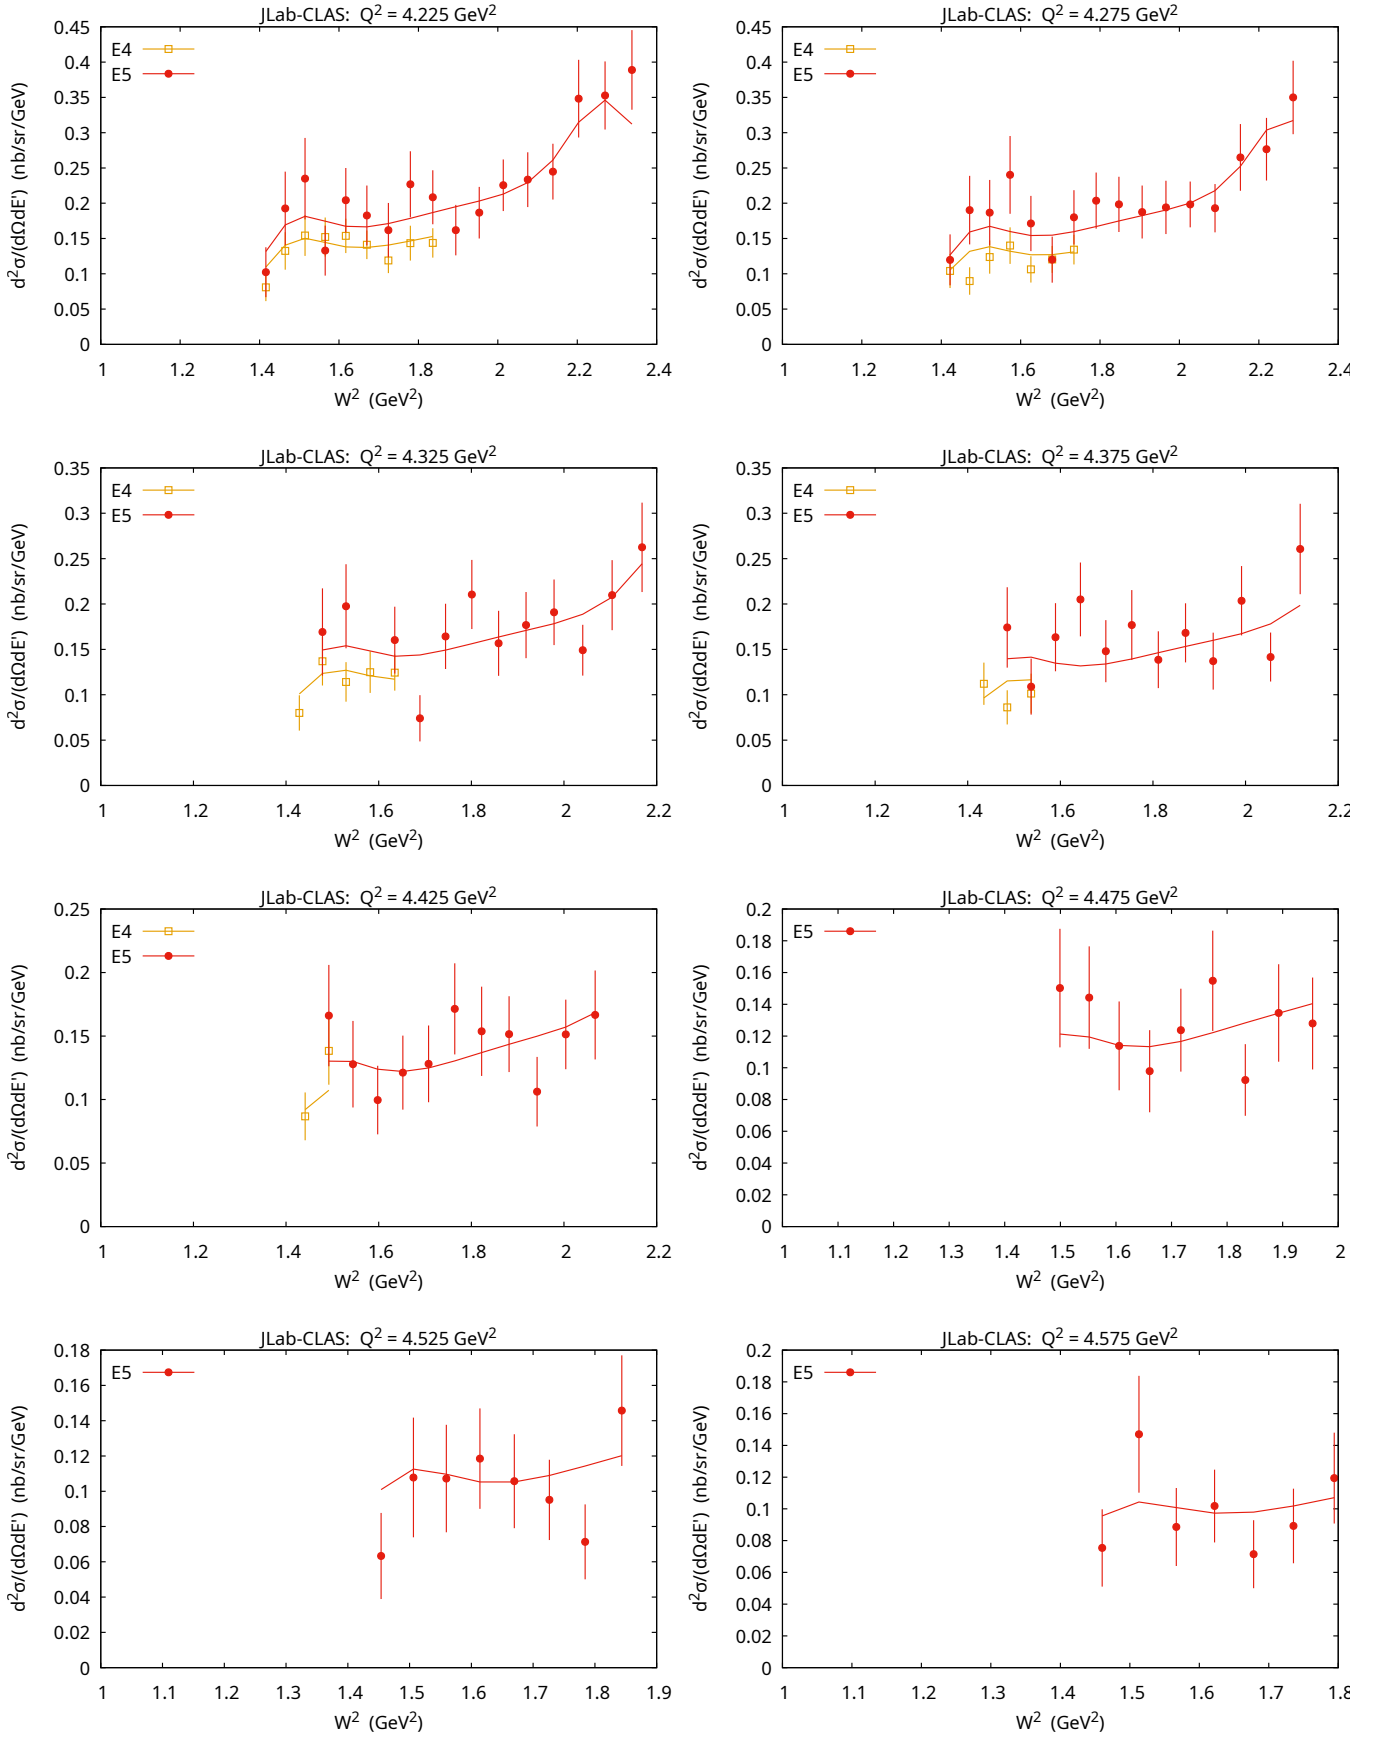 JLab-CLAS: Q² = 4.225 GeV²
E4
E5
d²σ/(dΩdE') (nb/sr/GeV)
0.45
0.4
0.35
0.3
0.25
0.2
0.15
0.1
0.05
0
1 1.2 1.4 1.6 1.8 2 2.2 2.4
W² (GeV²)
JLab-CLAS: Q² = 4.275 GeV²
E4
E5
d²σ/(dΩdE') (nb/sr/GeV)
0.45
0.4
0.35
0.3
0.25
0.2
0.15
0.1
0.05
0
1 1.2 1.4 1.6 1.8 2 2.2 2.4
W² (GeV²)
JLab-CLAS: Q² = 4.325 GeV²
E4
E5
d²σ/(dΩdE') (nb/sr/GeV)
0.35
0.3
0.25
0.2
0.15
0.1
0.05
0
1 1.2 1.4 1.6 1.8 2 2.2
W² (GeV²)
JLab-CLAS: Q² = 4.375 GeV²
E4
E5
d²σ/(dΩdE') (nb/sr/GeV)
0.35
0.3
0.25
0.2
0.15
0.1
0.05
0
1 1.2 1.4 1.6 1.8 2 2.2
W² (GeV²)
JLab-CLAS: Q² = 4.425 GeV²
E4
E5
d²σ/(dΩdE') (nb/sr/GeV)
0.25
0.2
0.15
0.1
0.05
0
1 1.2 1.4 1.6 1.8 2 2.2
W² (GeV²)
JLab-CLAS: Q² = 4.475 GeV²
E5
d²σ/(dΩdE') (nb/sr/GeV)
0.2
0.18
0.16
0.14
0.12
0.1
0.08
0.06
0.04
0.02
0
1 1.1 1.2 1.3 1.4 1.5 1.6 1.7 1.8 1.9 2
W² (GeV²)
JLab-CLAS: Q² = 4.525 GeV²
E5
d²σ/(dΩdE') (nb/sr/GeV)
0.18
0.16
0.14
0.12
0.1
0.08
0.06
0.04
0.02
0
1 1.1 1.2 1.3 1.4 1.5 1.6 1.7 1.8 1.9
W² (GeV²)
JLab-CLAS: Q² = 4.575 GeV²
E5
d²σ/(dΩdE') (nb/sr/GeV)
0.2
0.18
0.16
0.14
0.12
0.1
0.08
0.06
0.04
0.02
0
1 1.1 1.2 1.3 1.4 1.5 1.6 1.7 1.8
W² (GeV²)